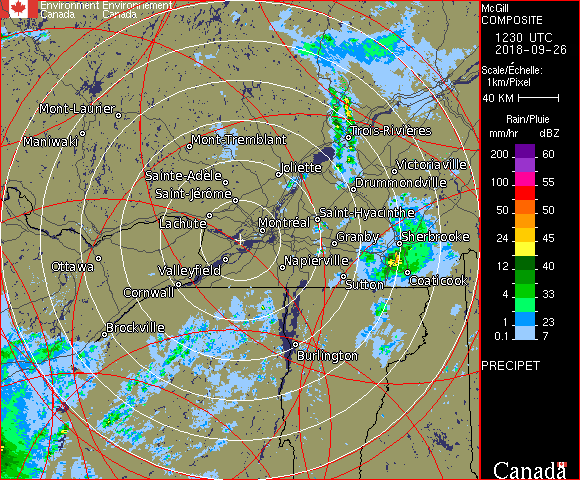 Environment Environnement
Canada Canada
McGill
COMPOSITE
1230 UTC
2018-09-26
Scale/Échelle:
1km/Pixel
40 KM
Rain/Pluie
mm/hr dBZ
200 60
100 55
50 50
24 45
12 40
4 33
1 23
0.1 7
PRECIPET
Canada
Mont-Laurier
Maniwaki
Mont-Tremblant
Trois-Rivières
Joliette
Victoriaville
Sainte-Adèle
Drummondville
Saint-Jérôme
Saint-Hyacinthe
Lachute
Montréal
Granby
Sherbrooke
Ottawa
Valleyfield
Napierville
Coaticook
Sutton
Cornwall
Brockville
Burlington